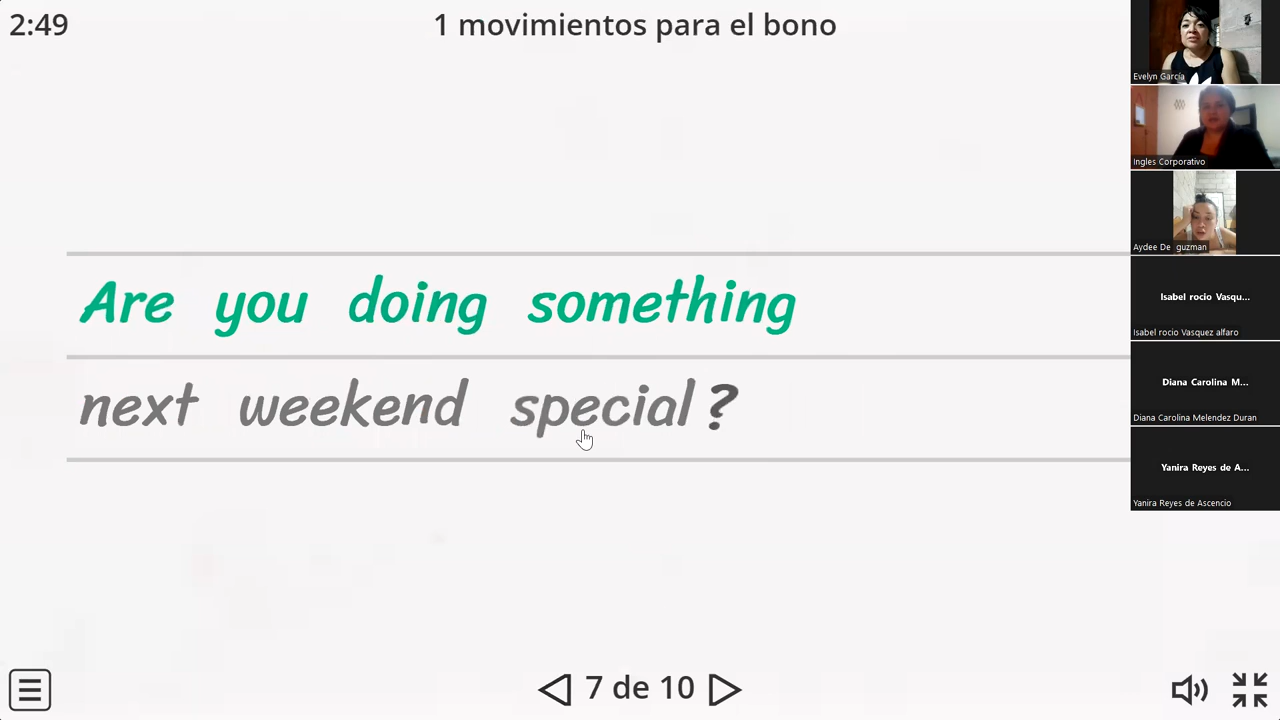 2:49
1 movimientos para el bono
Evelyn García
Ingles Corporativo
Aydee De guzman
Isabel rocio Vasqu...
Isabel rocio Vasquez alfaro
Diana Carolina M...
Diana Carolina Melendez Duran
Yanira Reyes de A...
Yanira Reyes de Ascencio
Are you doing something
next weekend special?
7 de 10